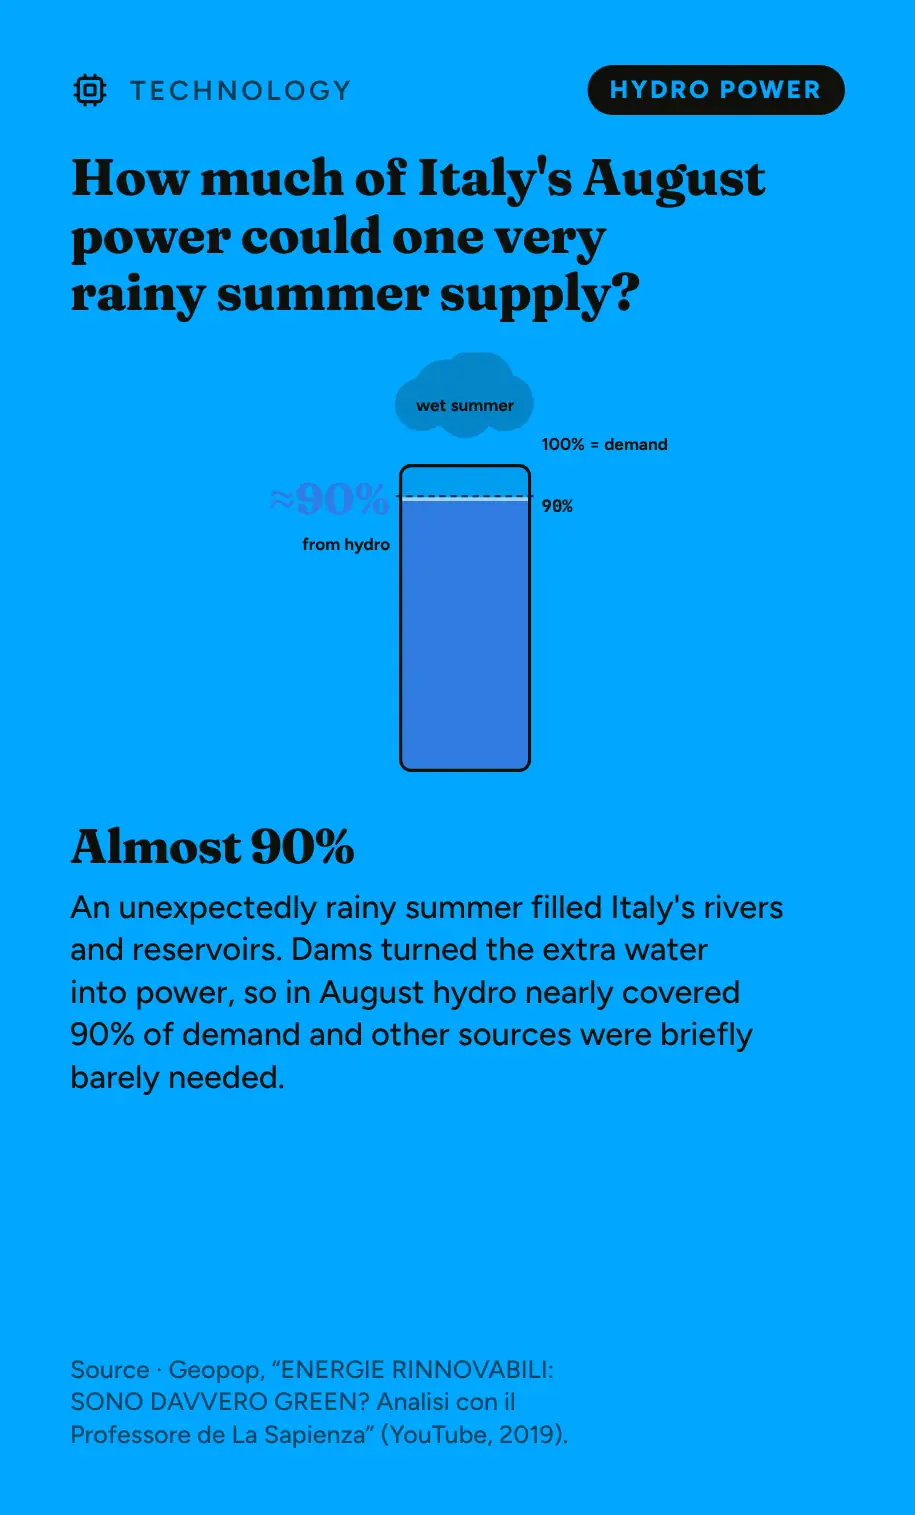 TECHNOLOGY
HYDRO POWER
How much of Italy's August
power could one very
rainy summer supply?
wet summer
100% = demand
≈90%
90%
from hydro
Almost 90%
An unexpectedly rainy summer filled Italy's rivers
and reservoirs. Dams turned the extra water
into power, so in August hydro nearly covered
90% of demand and other sources were briefly
barely needed.
Source · Geopop, “ENERGIE RINNOVABILI:
SONO DAVVERO GREEN? Analisi con il
Professore de La Sapienza” (YouTube, 2019).